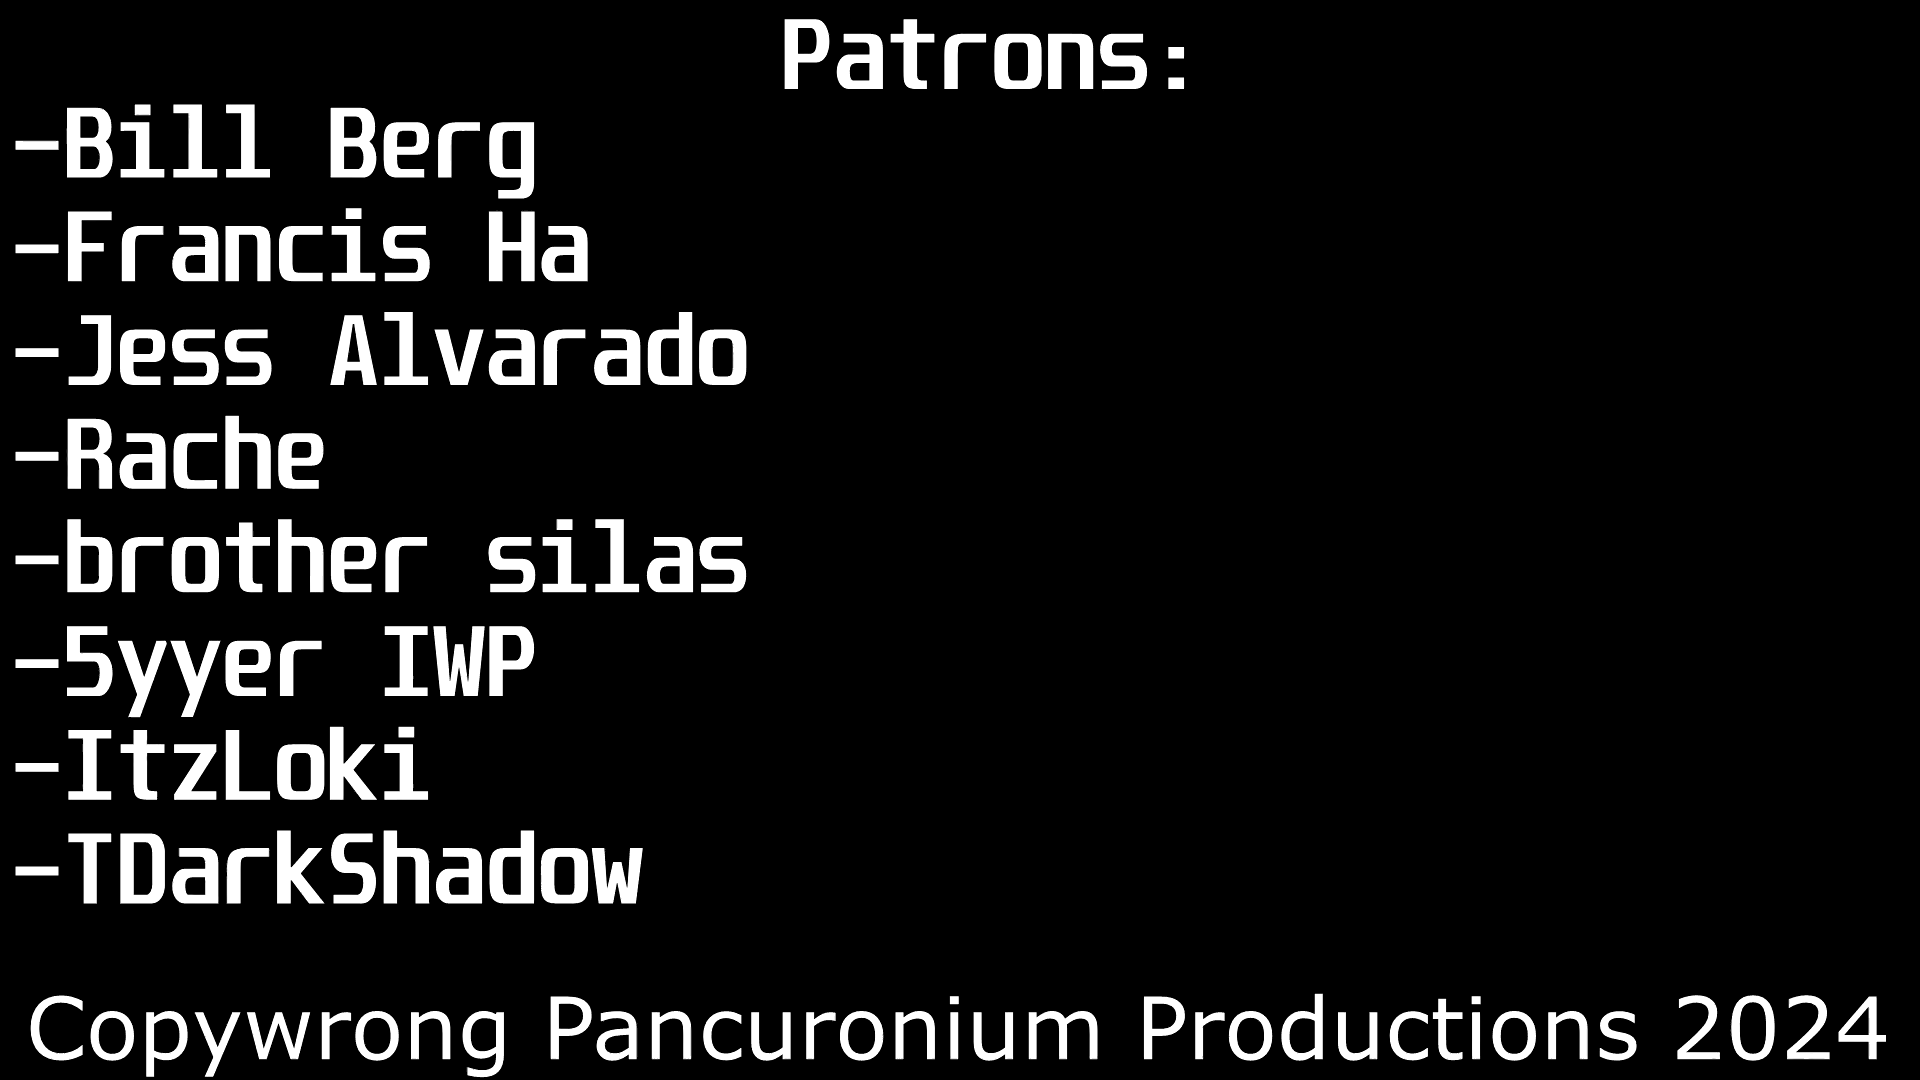 Patrons:
-Bill Berg
-Francis Ha
-Jess Alvarado
-Rache
-brother silas
-5yyer IWP
-ItzLoki
-TDarkShadow
Copywrong Pancuronium Productions 2024